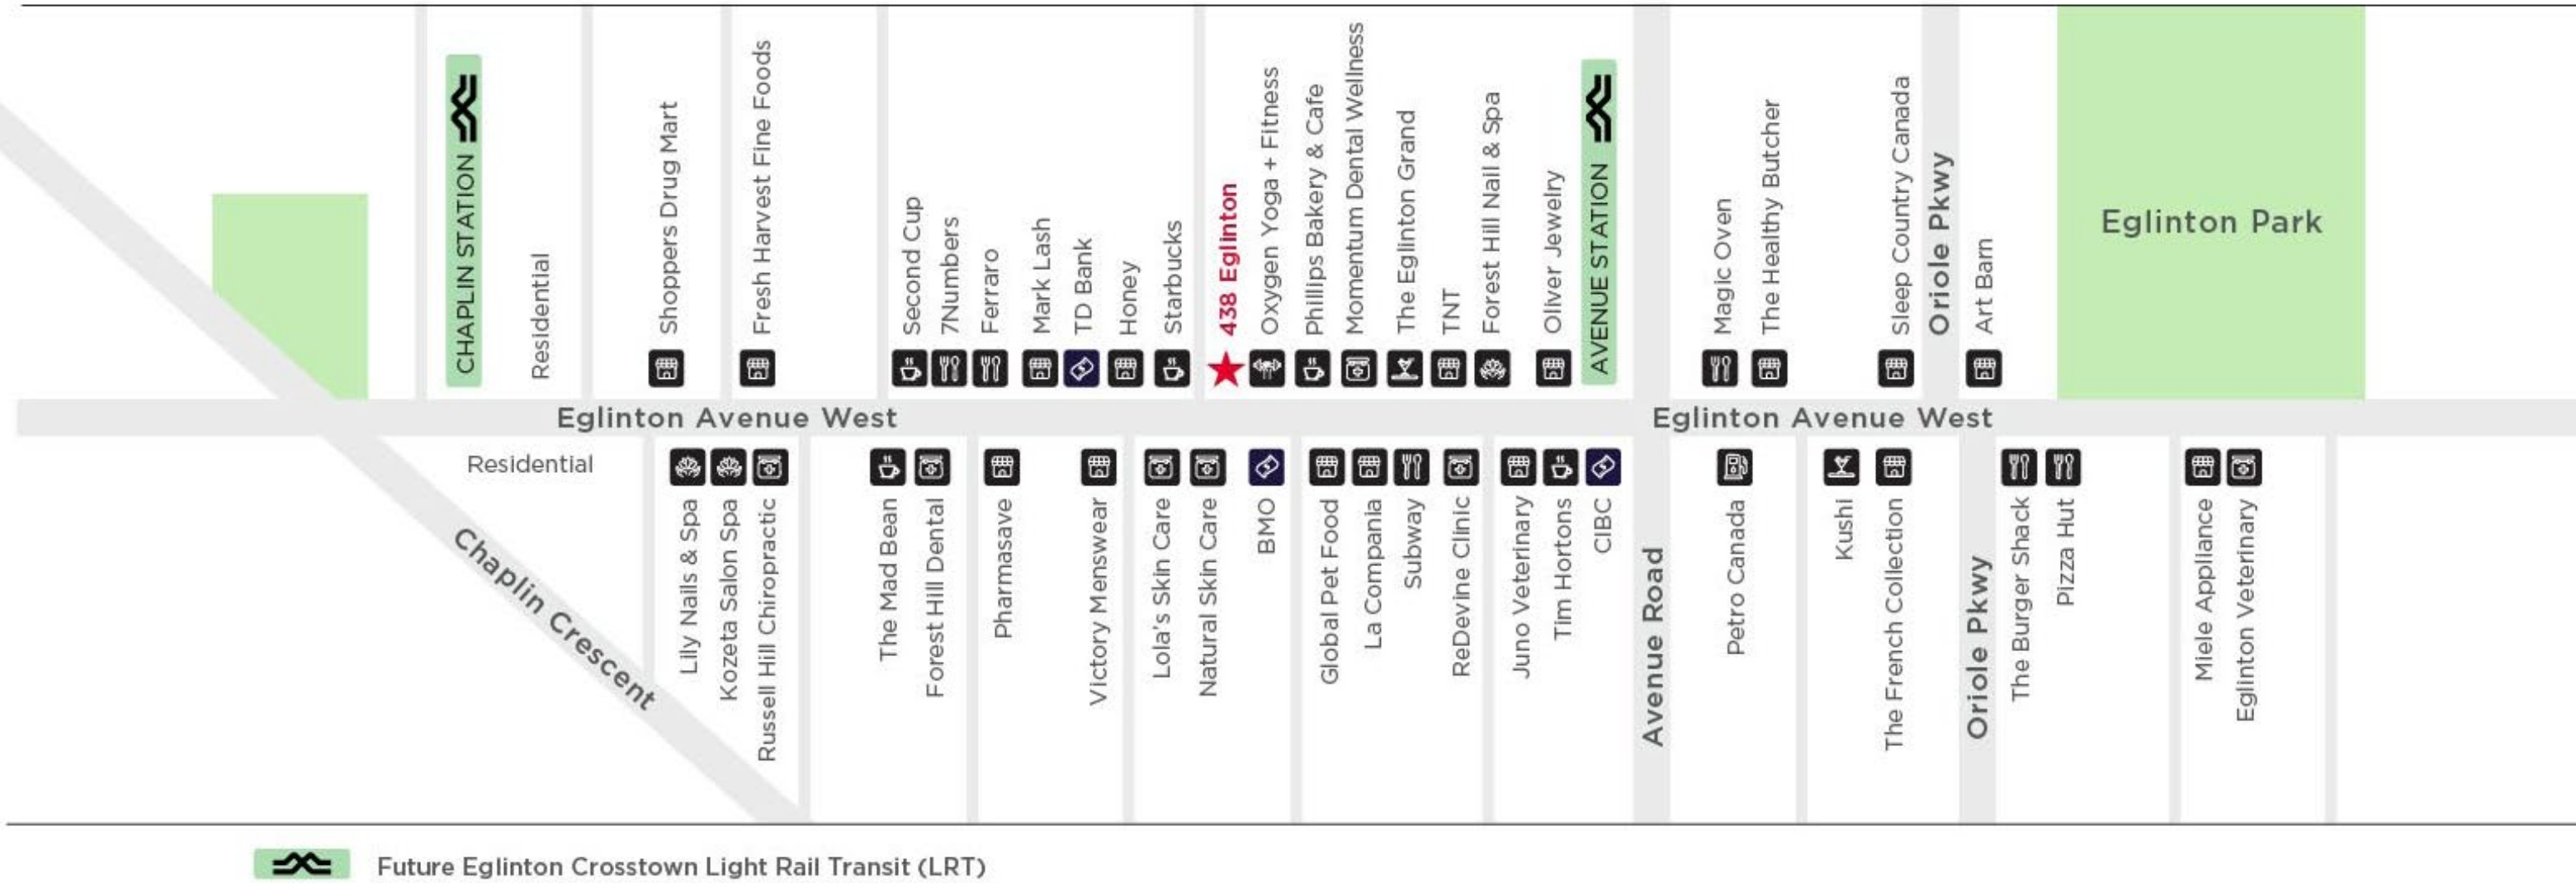 CHAPLIN STATION
Residential
Shoppers Drug Mart
Fresh Harvest Fine Foods
Second Cup
7Numbers
Ferraro
Mark Lash
TD Bank
Honey
Starbucks
438 Eglinton
Oxygen Yoga + Fitness
Phillips Bakery & Cafe
Momentum Dental Wellness
The Eglinton Grand
TNT
Forest Hill Nail & Spa
Oliver Jewelry
AVENUE STATION
Magic Oven
The Healthy Butcher
Sleep Country Canada
Oriole Pkwy
Art Barn
Eglinton Park
Eglinton Avenue West
Eglinton Avenue West
Residential
Chaplin Crescent
Lily Nails & Spa
Kozeta Salon Spa
Russell Hill Chiropractic
The Mad Bean
Forest Hill Dental
Pharmasave
Victory Menswear
Lola's Skin Care
Natural Skin Care
BMO
Global Pet Food
La Compania
Subway
ReDevine Clinic
Juno Veterinary
Tim Hortons
CIBC
Avenue Road
Petro Canada
Kushi
The French Collection
Oriole Pkwy
The Burger Shack
Pizza Hut
Miele Appliance
Eglinton Veterinary
Future Eglinton Crosstown Light Rail Transit (LRT)